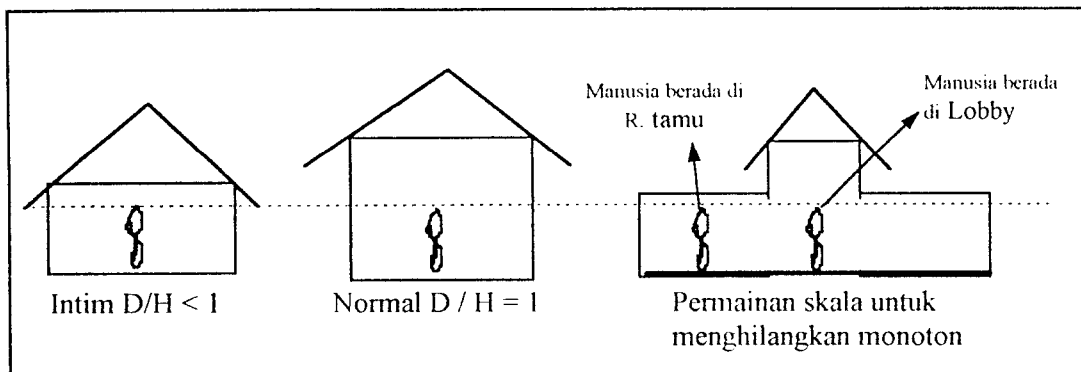 Manusia berada di
R. tamu
Manusia berada
di Lobby
Intim D/H < 1
Normal D / H = 1
Permainan skala untuk
menghilangkan monoton